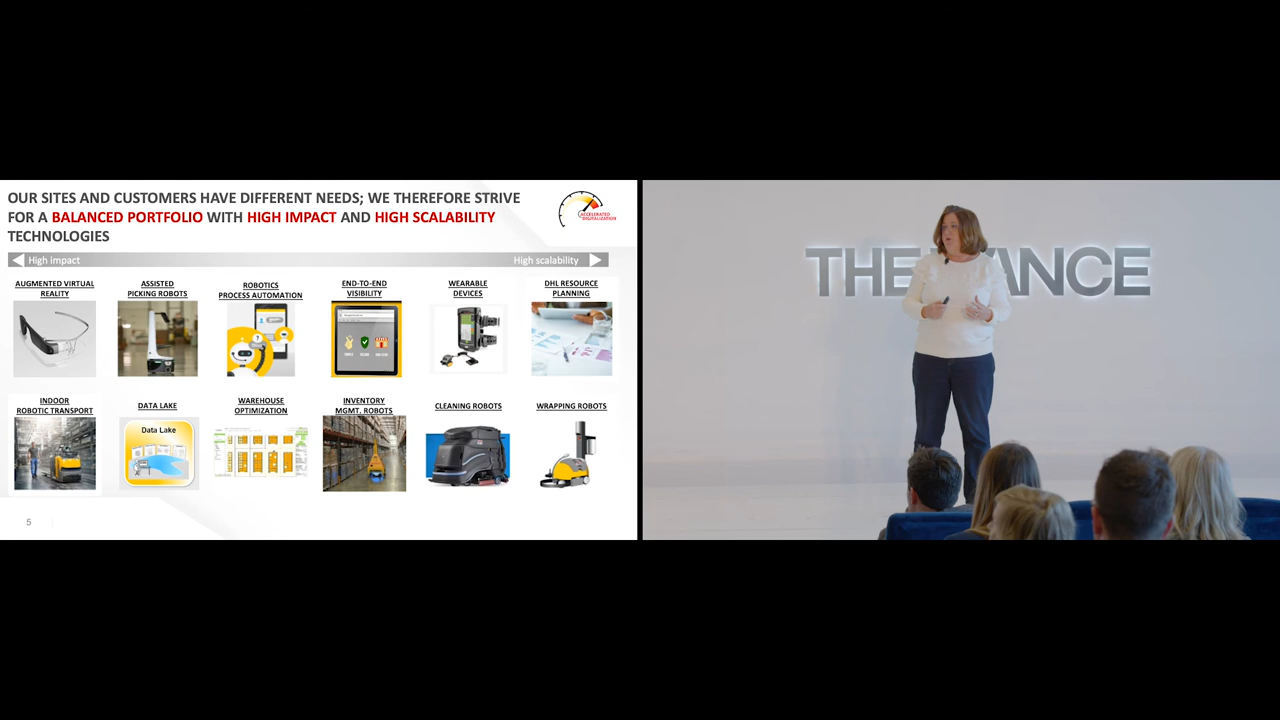 OUR SITES AND CUSTOMERS HAVE DIFFERENT NEEDS; WE THEREFORE STRIVE
FOR A BALANCED PORTFOLIO WITH HIGH IMPACT AND HIGH SCALABILITY
TECHNOLOGIES
ACCELERATED
DIGITALIZATION
High impact
High scalability
AUGMENTED VIRTUAL
REALITY
ASSISTED
PICKING ROBOTS
ROBOTICS
PROCESS AUTOMATION
END-TO-END
VISIBILITY
WEARABLE
DEVICES
DHL RESOURCE
PLANNING
INDOOR
ROBOTIC TRANSPORT
DATA LAKE
WAREHOUSE
OPTIMIZATION
INVENTORY
MGMT. ROBOTS
CLEANING ROBOTS
WRAPPING ROBOTS
Data Lake
5
THE
ANCE